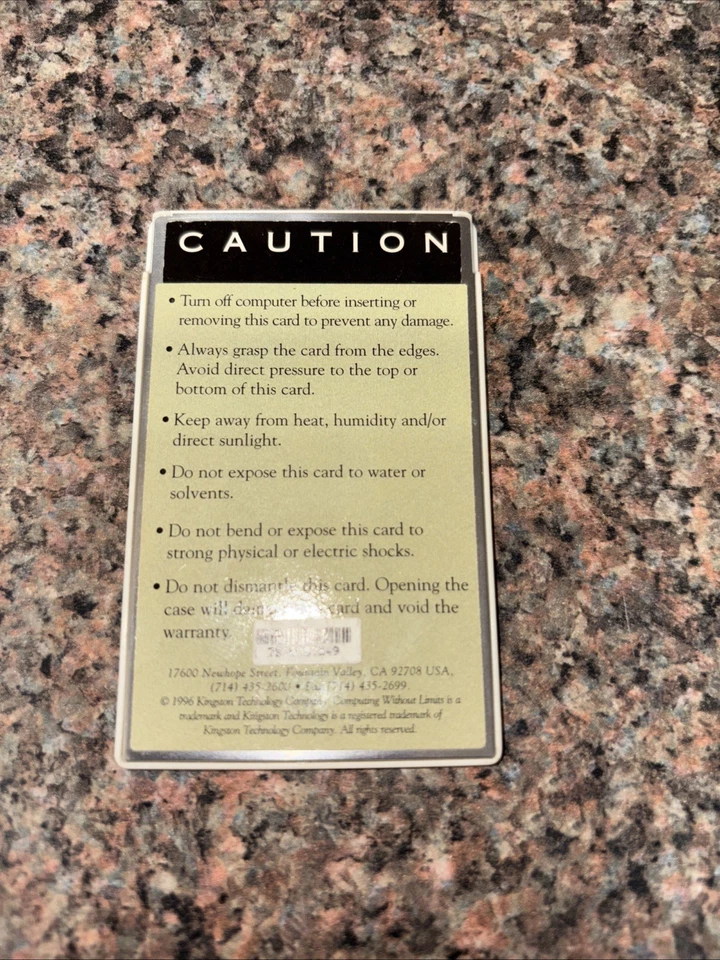 CAUTION
• Turn off computer before inserting or
removing this card to prevent any damage.
• Always grasp the card from the edges.
Avoid direct pressure to the top or
bottom of this card.
• Keep away from heat, humidity and/or
direct sunlight.
• Do not expose this card to water or
solvents.
• Do not bend or expose this card to
strong physical or electric shocks.
• Do not dismantle this card. Opening the
case will card and void the
warranty.
17600 Newhope Street, Fountain Valley, CA 92708 USA,
(714) 435-2600 • Fax (714) 435-2699.
© 1996 Kingston Technology Company. Computing Without Limits is a
trademark and Kingston Technology is a registered trademark of
Kingston Technology Company. All rights reserved.